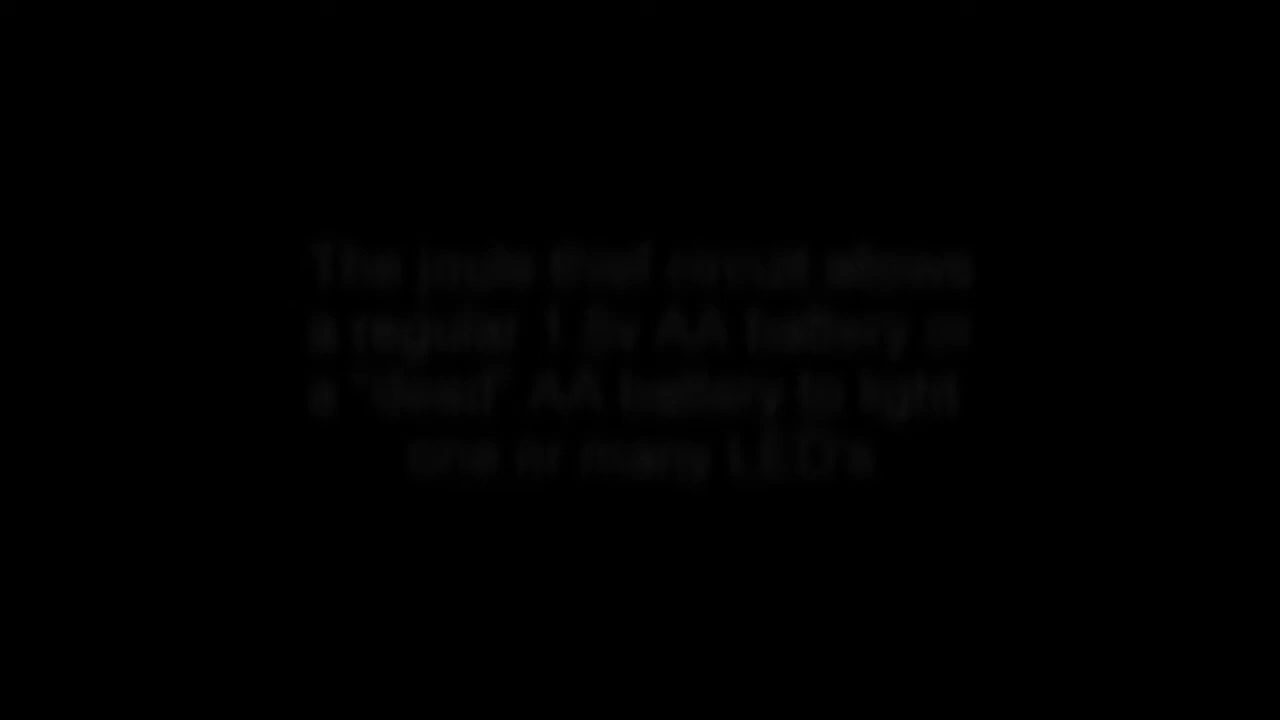 The joule thief circuit allows
a regular 1.5v AA battery or
a "dead" AA battery to light
one or many LED's